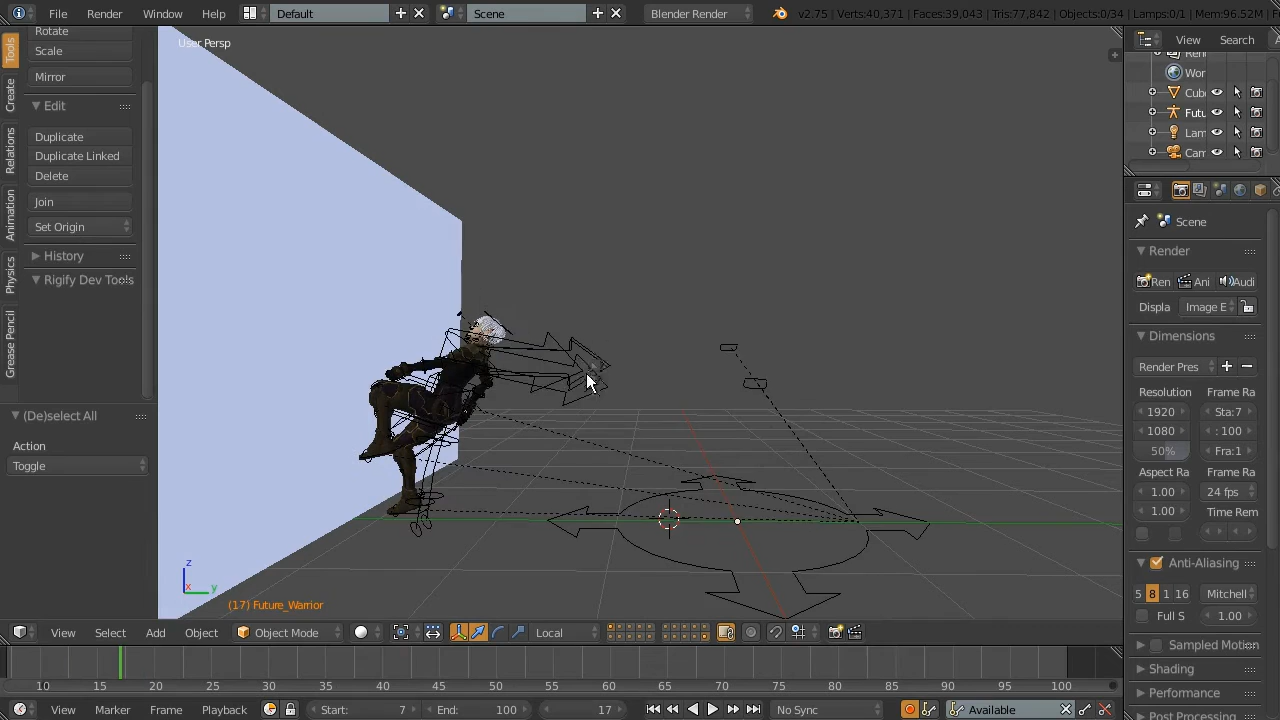 File Render Window Help Default Scene Blender Render v2.75 | Verts:40,371 | Faces:39,043 | Tris:77,842 | Objects:0/34 | Lamps:0/1 | Mem:96.52M
Tools
Create
Relations
Animation
Physics
Grease Pencil
Rotate
Scale
Mirror
Edit
Duplicate
Duplicate Linked
Delete
Join
Set Origin
History
Rigify Dev Tools
(De)select All
Action
Toggle
User Persp
z
x y
(17) Future_Warrior
View Search
Wor
Cub
Futu
Lam
Cam
Scene
Render
Ren Ani Audi
Displa Image E
Dimensions
Render Pres
Resolution Frame Ra
1920 Sta:7
1080 : 100
50% Fra:1
Aspect Ra Frame Ra
1.00 24 fps
1.00 Time Rem
Anti-Aliasing
5 8 1 16 Mitchell
Full S 1.00
Sampled Motion
Shading
Performance
Post Processing
View Select Add Object Object Mode Local
10 15 20 25 30 35 40 45 50 55 60 65 70 75 80 85 90 95 100
View Marker Frame Playback Start: 7 End: 100 17 No Sync Available